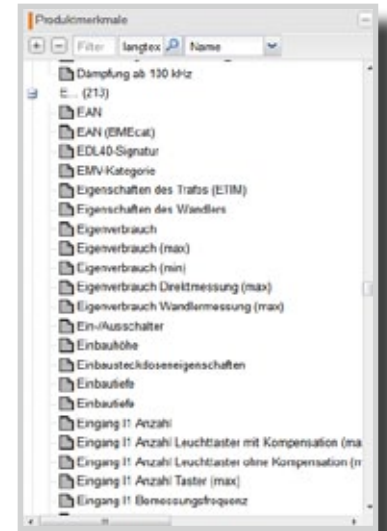 Produktmerkmale
Filter langtex Name
Dämpfung ab 130 kHz
E... (213)
EAN
EAN (BMEcat)
EDL40-Signatur
EMV-Kategorie
Eigenschaften des Trafos (ETIM)
Eigenschaften des Wandlers
Eigenverbrauch
Eigenverbrauch (max)
Eigenverbrauch (min)
Eigenverbrauch Direktmessung (max)
Eigenverbrauch Wandlermessung (max)
Ein-/Ausschalter
Einbauhöhe
Einbausteckdoseneigenschaften
Einbautiefe
Einbautiefe
Eingang I1 Anzahl
Eingang I1 Anzahl Leuchttaster mit Kompensation (ma
Eingang I1 Anzahl Leuchttaster ohne Kompensation (m
Eingang I1 Anzahl Taster (max)
Eingang I1 Bemessungsfrequenz